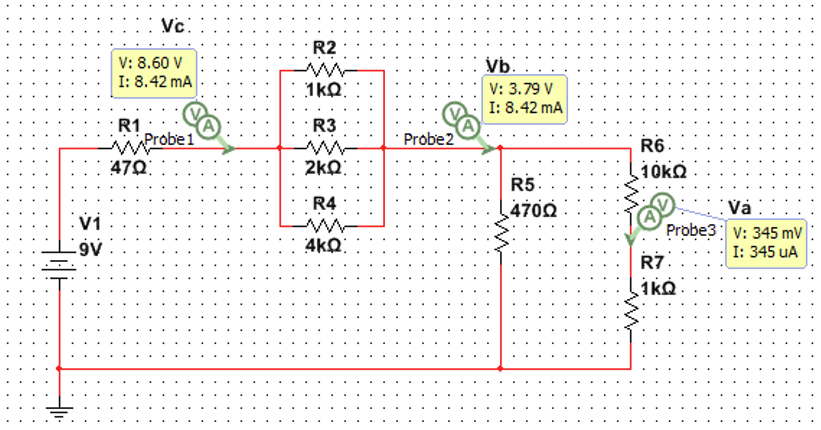 Vc
V: 8.60 V
I: 8.42 mA
R2
1kΩ
Vb
V: 3.79 V
I: 8.42 mA
R1
Probe1
47Ω
R3
2kΩ
Probe2
R6
10kΩ
R5
470Ω
R4
4kΩ
Va
V: 345 mV
I: 345 uA
Probe3
V1
9V
R7
1kΩ
V
A
V
A
V
A